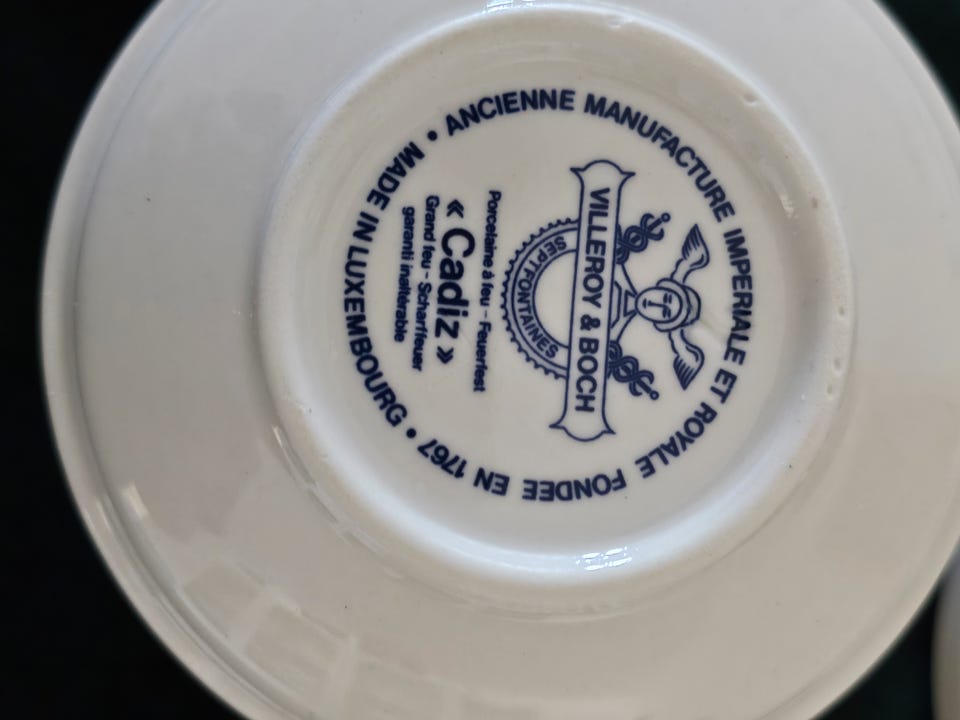 ANCIENNE MANUFACTURE IMPERIALE ET ROYALE FONDEE EN 1767 • MADE IN LUXEMBOURG •
VILLEROY & BOCH
SEPTFONTAINES
Porcelaine à feu - Feuerfest
« Cadiz »
Grand feu - Scharffeuer
garanti inaltérable